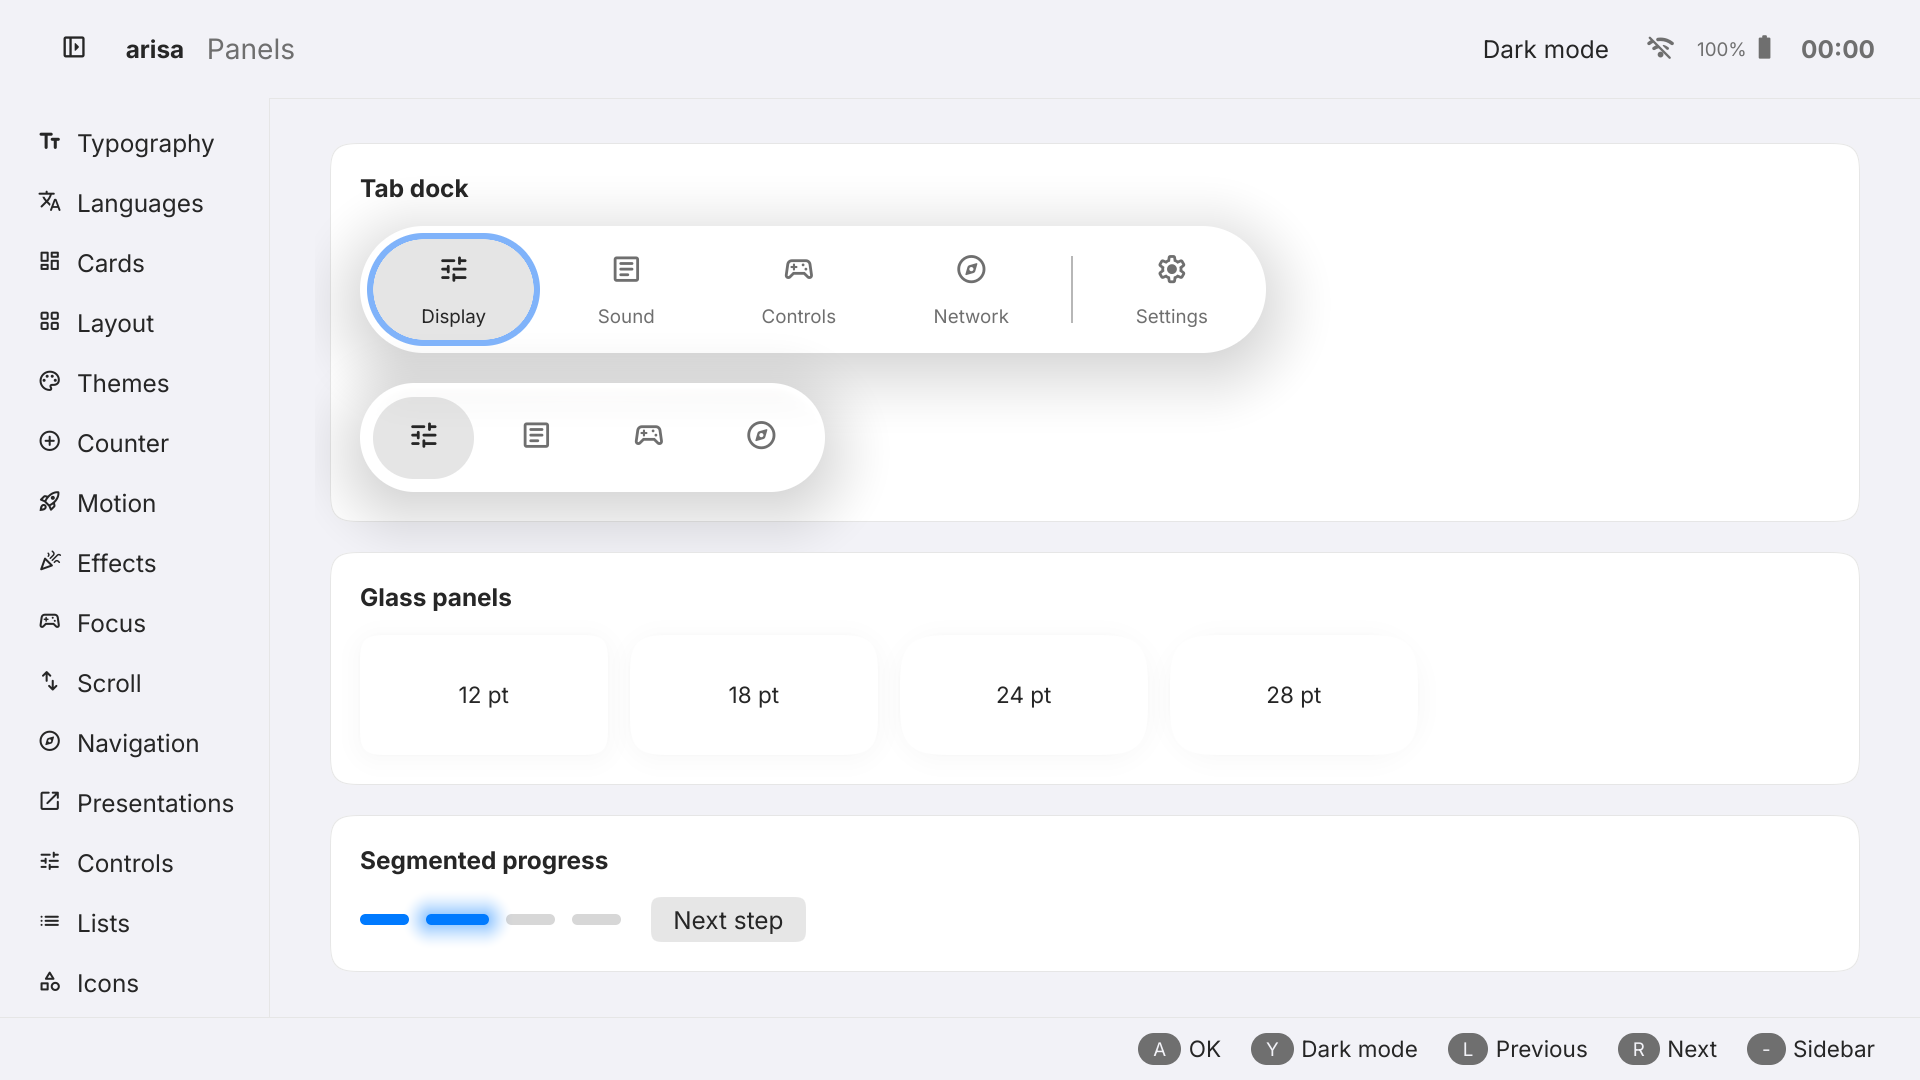 arisa Panels
Dark mode 100% 00:00
Typography
Languages
Cards
Layout
Themes
Counter
Motion
Effects
Focus
Scroll
Navigation
Presentations
Controls
Lists
Icons
Tab dock
Display Sound Controls Network Settings
Glass panels
12 pt 18 pt 24 pt 28 pt
Segmented progress
Next step
A OK Y Dark mode L Previous R Next - Sidebar